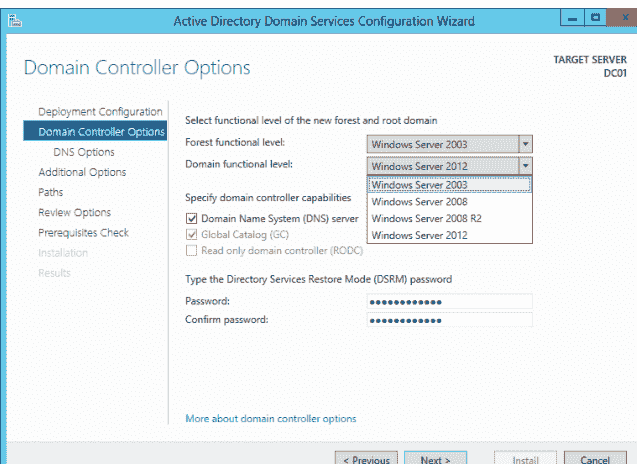 Active Directory Domain Services Configuration Wizard
Domain Controller Options
TARGET SERVER
DC01
Deployment Configuration
Domain Controller Options
DNS Options
Additional Options
Paths
Review Options
Prerequisites Check
Installation
Results
Select functional level of the new forest and root domain
Forest functional level: Windows Server 2003
Domain functional level: Windows Server 2012
Windows Server 2003
Windows Server 2008
Windows Server 2008 R2
Windows Server 2012
Specify domain controller capabilities
Domain Name System (DNS) server
Global Catalog (GC)
Read only domain controller (RODC)
Type the Directory Services Restore Mode (DSRM) password
Password: ●●●●●●●●●●●●
Confirm password: ●●●●●●●●●●●●
More about domain controller options
< Previous Next > Install Cancel